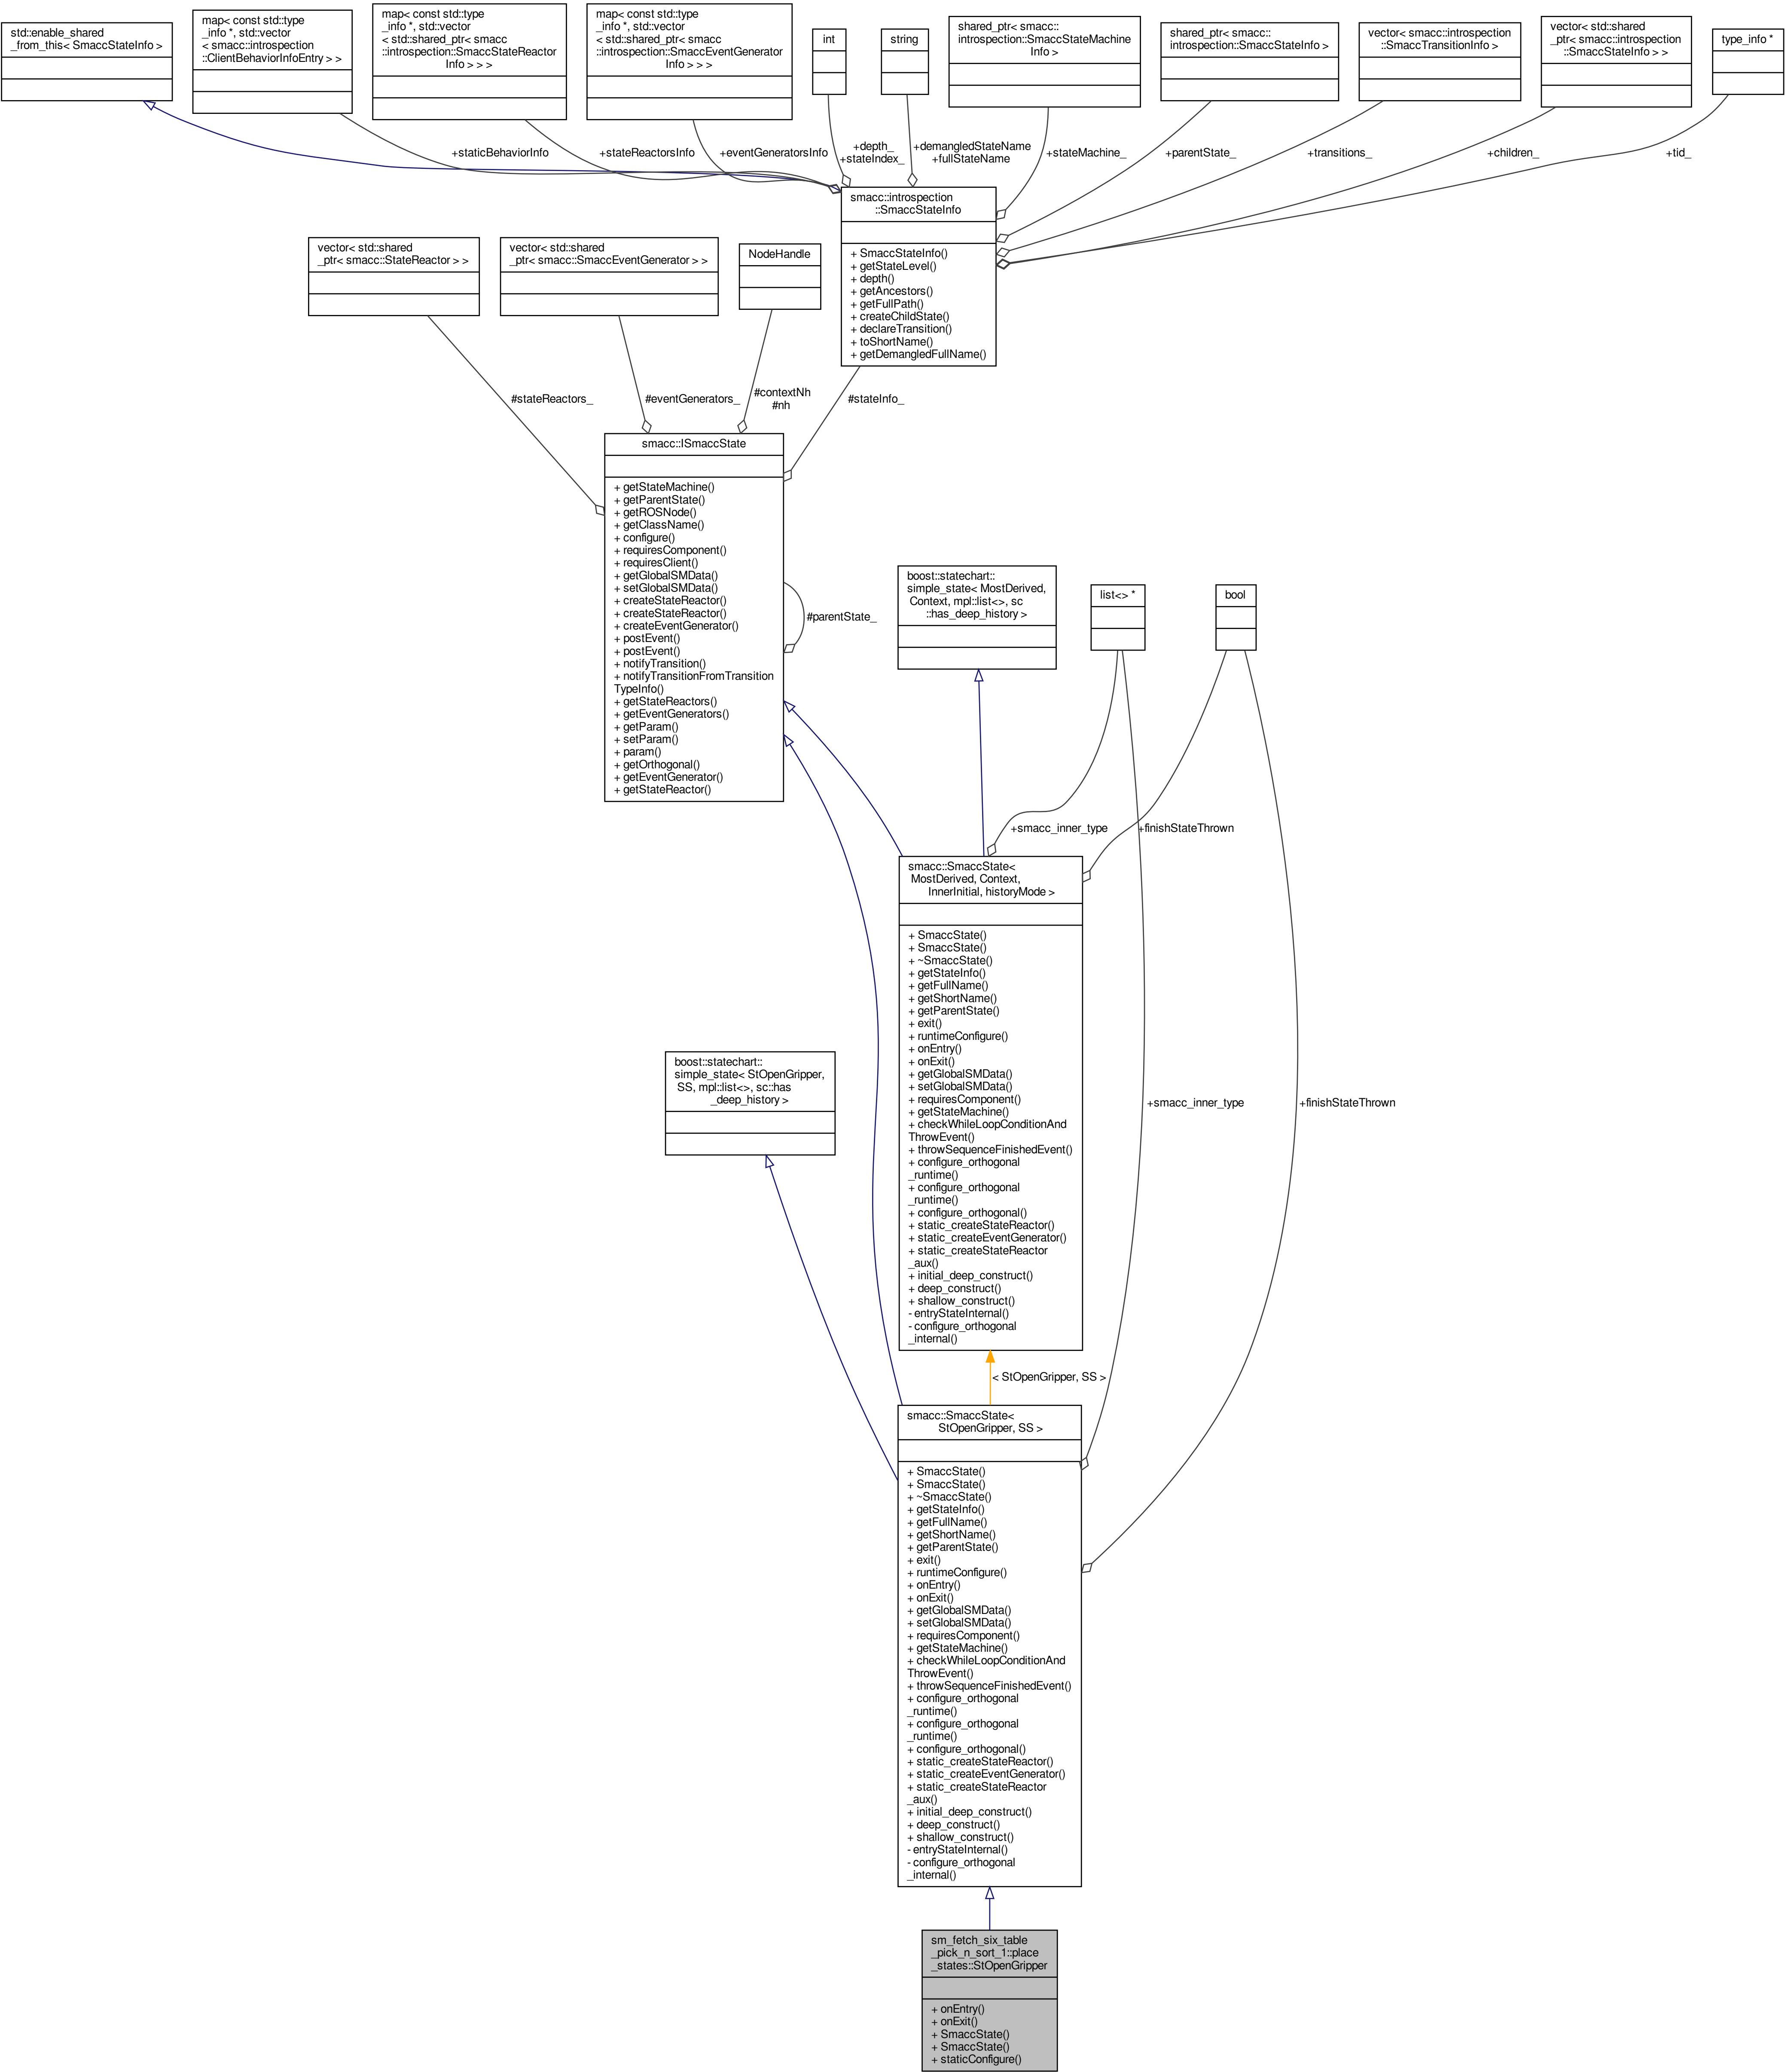 std::enable_shared
_from_this< SmaccStateInfo >
map< const std::type
_info *, std::vector
< smacc::introspection
::ClientBehaviorInfoEntry > >
map< const std::type
_info *, std::vector
< std::shared_ptr< smacc
::introspection::SmaccStateReactor
Info > > >
map< const std::type
_info *, std::vector
< std::shared_ptr< smacc
::introspection::SmaccEventGenerator
Info > > >
int
string
shared_ptr< smacc::
introspection::SmaccStateMachine
Info >
shared_ptr< smacc::
introspection::SmaccStateInfo >
vector< smacc::introspection
::SmaccTransitionInfo >
vector< std::shared
_ptr< smacc::introspection
::SmaccStateInfo > >
type_info *
+staticBehaviorInfo
+stateReactorsInfo
+eventGeneratorsInfo
+depth_
+stateIndex_
+demangledStateName
+fullStateName
+stateMachine_
+parentState_
+transitions_
+children_
+tid_
smacc::introspection
::SmaccStateInfo
+ SmaccStateInfo()
+ getStateLevel()
+ depth()
+ getAncestors()
+ getFullPath()
+ createChildState()
+ declareTransition()
+ toShortName()
+ getDemangledFullName()
vector< std::shared
_ptr< smacc::StateReactor > >
vector< std::shared
_ptr< smacc::SmaccEventGenerator > >
NodeHandle
#stateReactors_
#eventGenerators_
#contextNh
#nh
#stateInfo_
smacc::ISmaccState
+ getStateMachine()
+ getParentState()
+ getROSNode()
+ getClassName()
+ configure()
+ requiresComponent()
+ requiresClient()
+ getGlobalSMData()
+ setGlobalSMData()
+ createStateReactor()
+ createStateReactor()
+ createEventGenerator()
+ postEvent()
+ postEvent()
+ notifyTransition()
+ notifyTransitionFromTransition
TypeInfo()
+ getStateReactors()
+ getEventGenerators()
+ getParam()
+ setParam()
+ param()
+ getOrthogonal()
+ getEventGenerator()
+ getStateReactor()
#parentState_
boost::statechart::
simple_state< MostDerived,
Context, mpl::list<>, sc
::has_deep_history >
list<> *
bool
+smacc_inner_type
+finishStateThrown
smacc::SmaccState<
MostDerived, Context,
InnerInitial, historyMode >
+ SmaccState()
+ SmaccState()
+ ~SmaccState()
+ getStateInfo()
+ getFullName()
+ getShortName()
+ getParentState()
+ exit()
+ runtimeConfigure()
+ onEntry()
+ onExit()
+ getGlobalSMData()
+ setGlobalSMData()
+ requiresComponent()
+ getStateMachine()
+ checkWhileLoopConditionAnd
ThrowEvent()
+ throwSequenceFinishedEvent()
+ configure_orthogonal
_runtime()
+ configure_orthogonal
_runtime()
+ configure_orthogonal()
+ static_createStateReactor()
+ static_createEventGenerator()
+ static_createStateReactor
_aux()
+ initial_deep_construct()
+ deep_construct()
+ shallow_construct()
- entryStateInternal()
- configure_orthogonal
_internal()
boost::statechart::
simple_state< StOpenGripper,
SS, mpl::list<>, sc::has
_deep_history >
+smacc_inner_type
+finishStateThrown
< StOpenGripper, SS >
smacc::SmaccState<
StOpenGripper, SS >
+ SmaccState()
+ SmaccState()
+ ~SmaccState()
+ getStateInfo()
+ getFullName()
+ getShortName()
+ getParentState()
+ exit()
+ runtimeConfigure()
+ onEntry()
+ onExit()
+ getGlobalSMData()
+ setGlobalSMData()
+ requiresComponent()
+ getStateMachine()
+ checkWhileLoopConditionAnd
ThrowEvent()
+ throwSequenceFinishedEvent()
+ configure_orthogonal
_runtime()
+ configure_orthogonal
_runtime()
+ configure_orthogonal()
+ static_createStateReactor()
+ static_createEventGenerator()
+ static_createStateReactor
_aux()
+ initial_deep_construct()
+ deep_construct()
+ shallow_construct()
- entryStateInternal()
- configure_orthogonal
_internal()
sm_fetch_six_table
_pick_n_sort_1::place
_states::StOpenGripper
+ onEntry()
+ onExit()
+ SmaccState()
+ SmaccState()
+ staticConfigure()